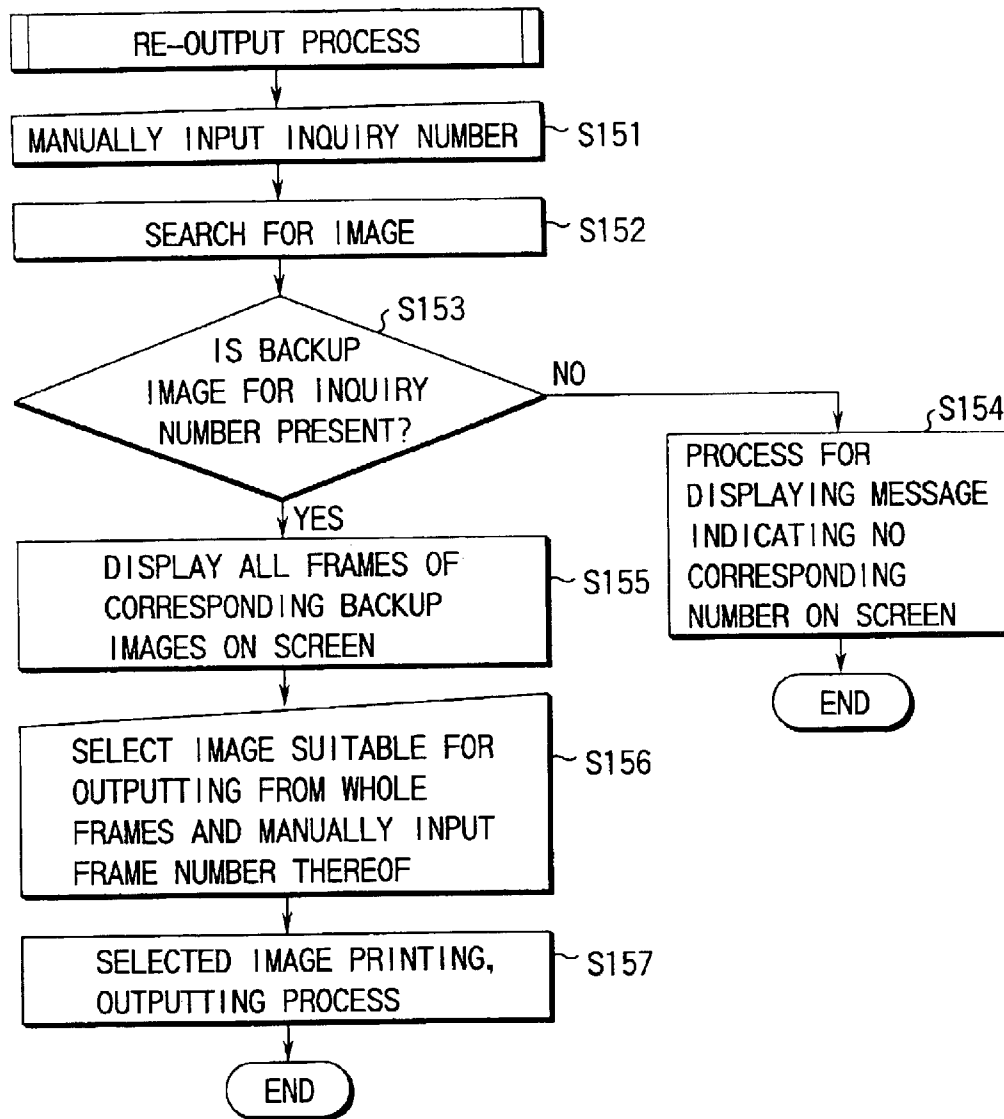 RE-OUTPUT PROCESS
MANUALLY INPUT INQUIRY NUMBER
S151
SEARCH FOR IMAGE
S152
S153
IS BACKUP
IMAGE FOR INQUIRY
NUMBER PRESENT?
NO
YES
S154
PROCESS FOR
DISPLAYING MESSAGE
INDICATING NO
CORRESPONDING
NUMBER ON SCREEN
END
DISPLAY ALL FRAMES OF
CORRESPONDING BACKUP
IMAGES ON SCREEN
S155
SELECT IMAGE SUITABLE FOR
OUTPUTTING FROM WHOLE
FRAMES AND MANUALLY INPUT
FRAME NUMBER THEREOF
S156
SELECTED IMAGE PRINTING,
OUTPUTTING PROCESS
S157
END